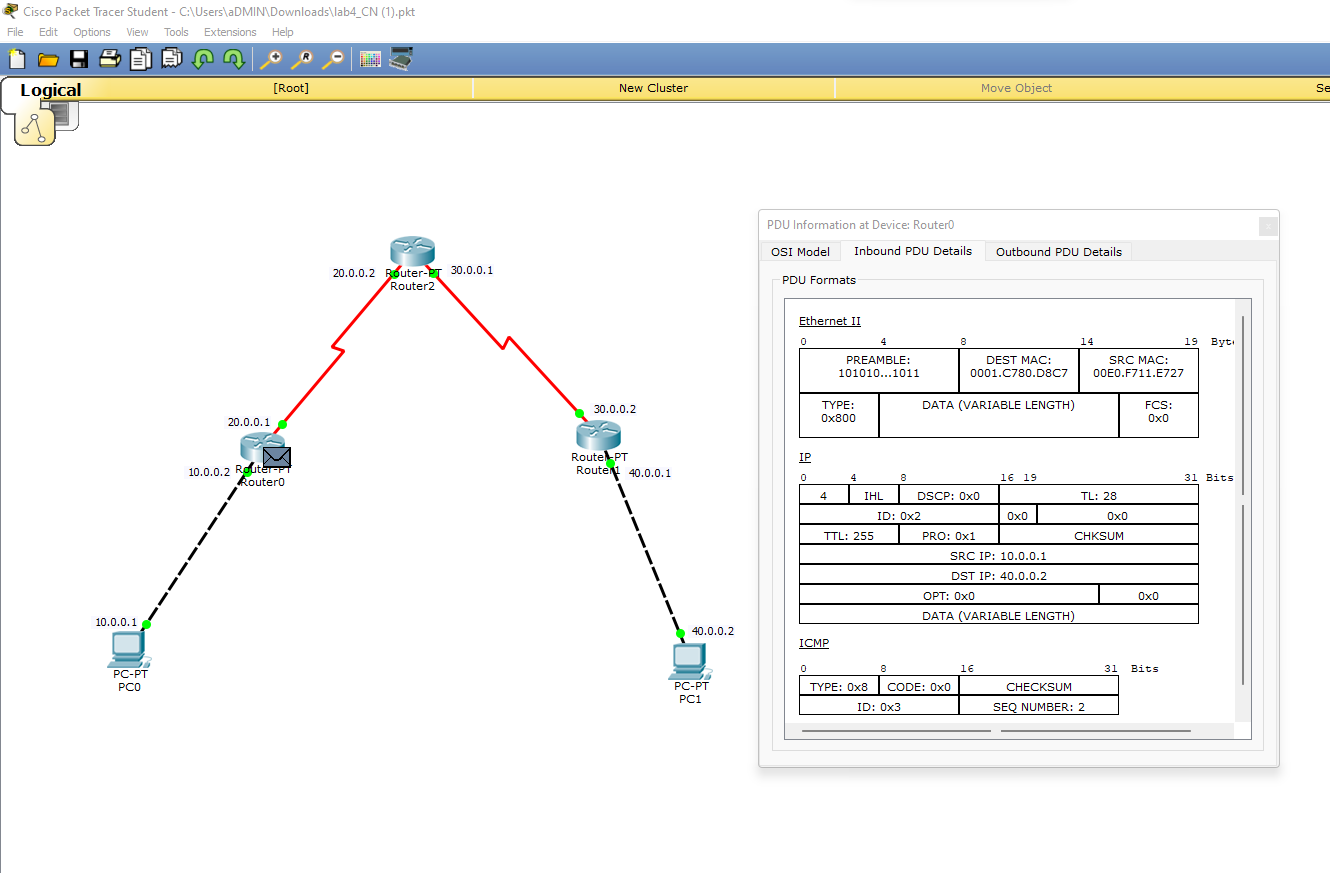 Cisco Packet Tracer Student - C:\Users\aDMIN\Downloads\lab4_CN (1).pkt
File Edit Options View Tools Extensions Help
Logical [Root] New Cluster Move Object Se
20.0.0.2 Router-PT 30.0.0.1
Router2
20.0.0.1
10.0.0.2 Router-PT
Router0
30.0.0.2
Router-PT
Router1 40.0.0.1
10.0.0.1
PC-PT
PC0
40.0.0.2
PC-PT
PC1
PDU Information at Device: Router0
OSI Model Inbound PDU Details Outbound PDU Details
PDU Formats
Ethernet II
0 4 8 14 19 Byte
PREAMBLE: DEST MAC: SRC MAC:
101010...1011 0001.C780.D8C7 00E0.F711.E727
TYPE: DATA (VARIABLE LENGTH) FCS:
0x800 0x0
IP
0 4 8 16 19 31 Bits
4 IHL DSCP: 0x0 TL: 28
ID: 0x2 0x0 0x0
TTL: 255 PRO: 0x1 CHKSUM
SRC IP: 10.0.0.1
DST IP: 40.0.0.2
OPT: 0x0 0x0
DATA (VARIABLE LENGTH)
ICMP
0 8 16 31 Bits
TYPE: 0x8 CODE: 0x0 CHECKSUM
ID: 0x3 SEQ NUMBER: 2